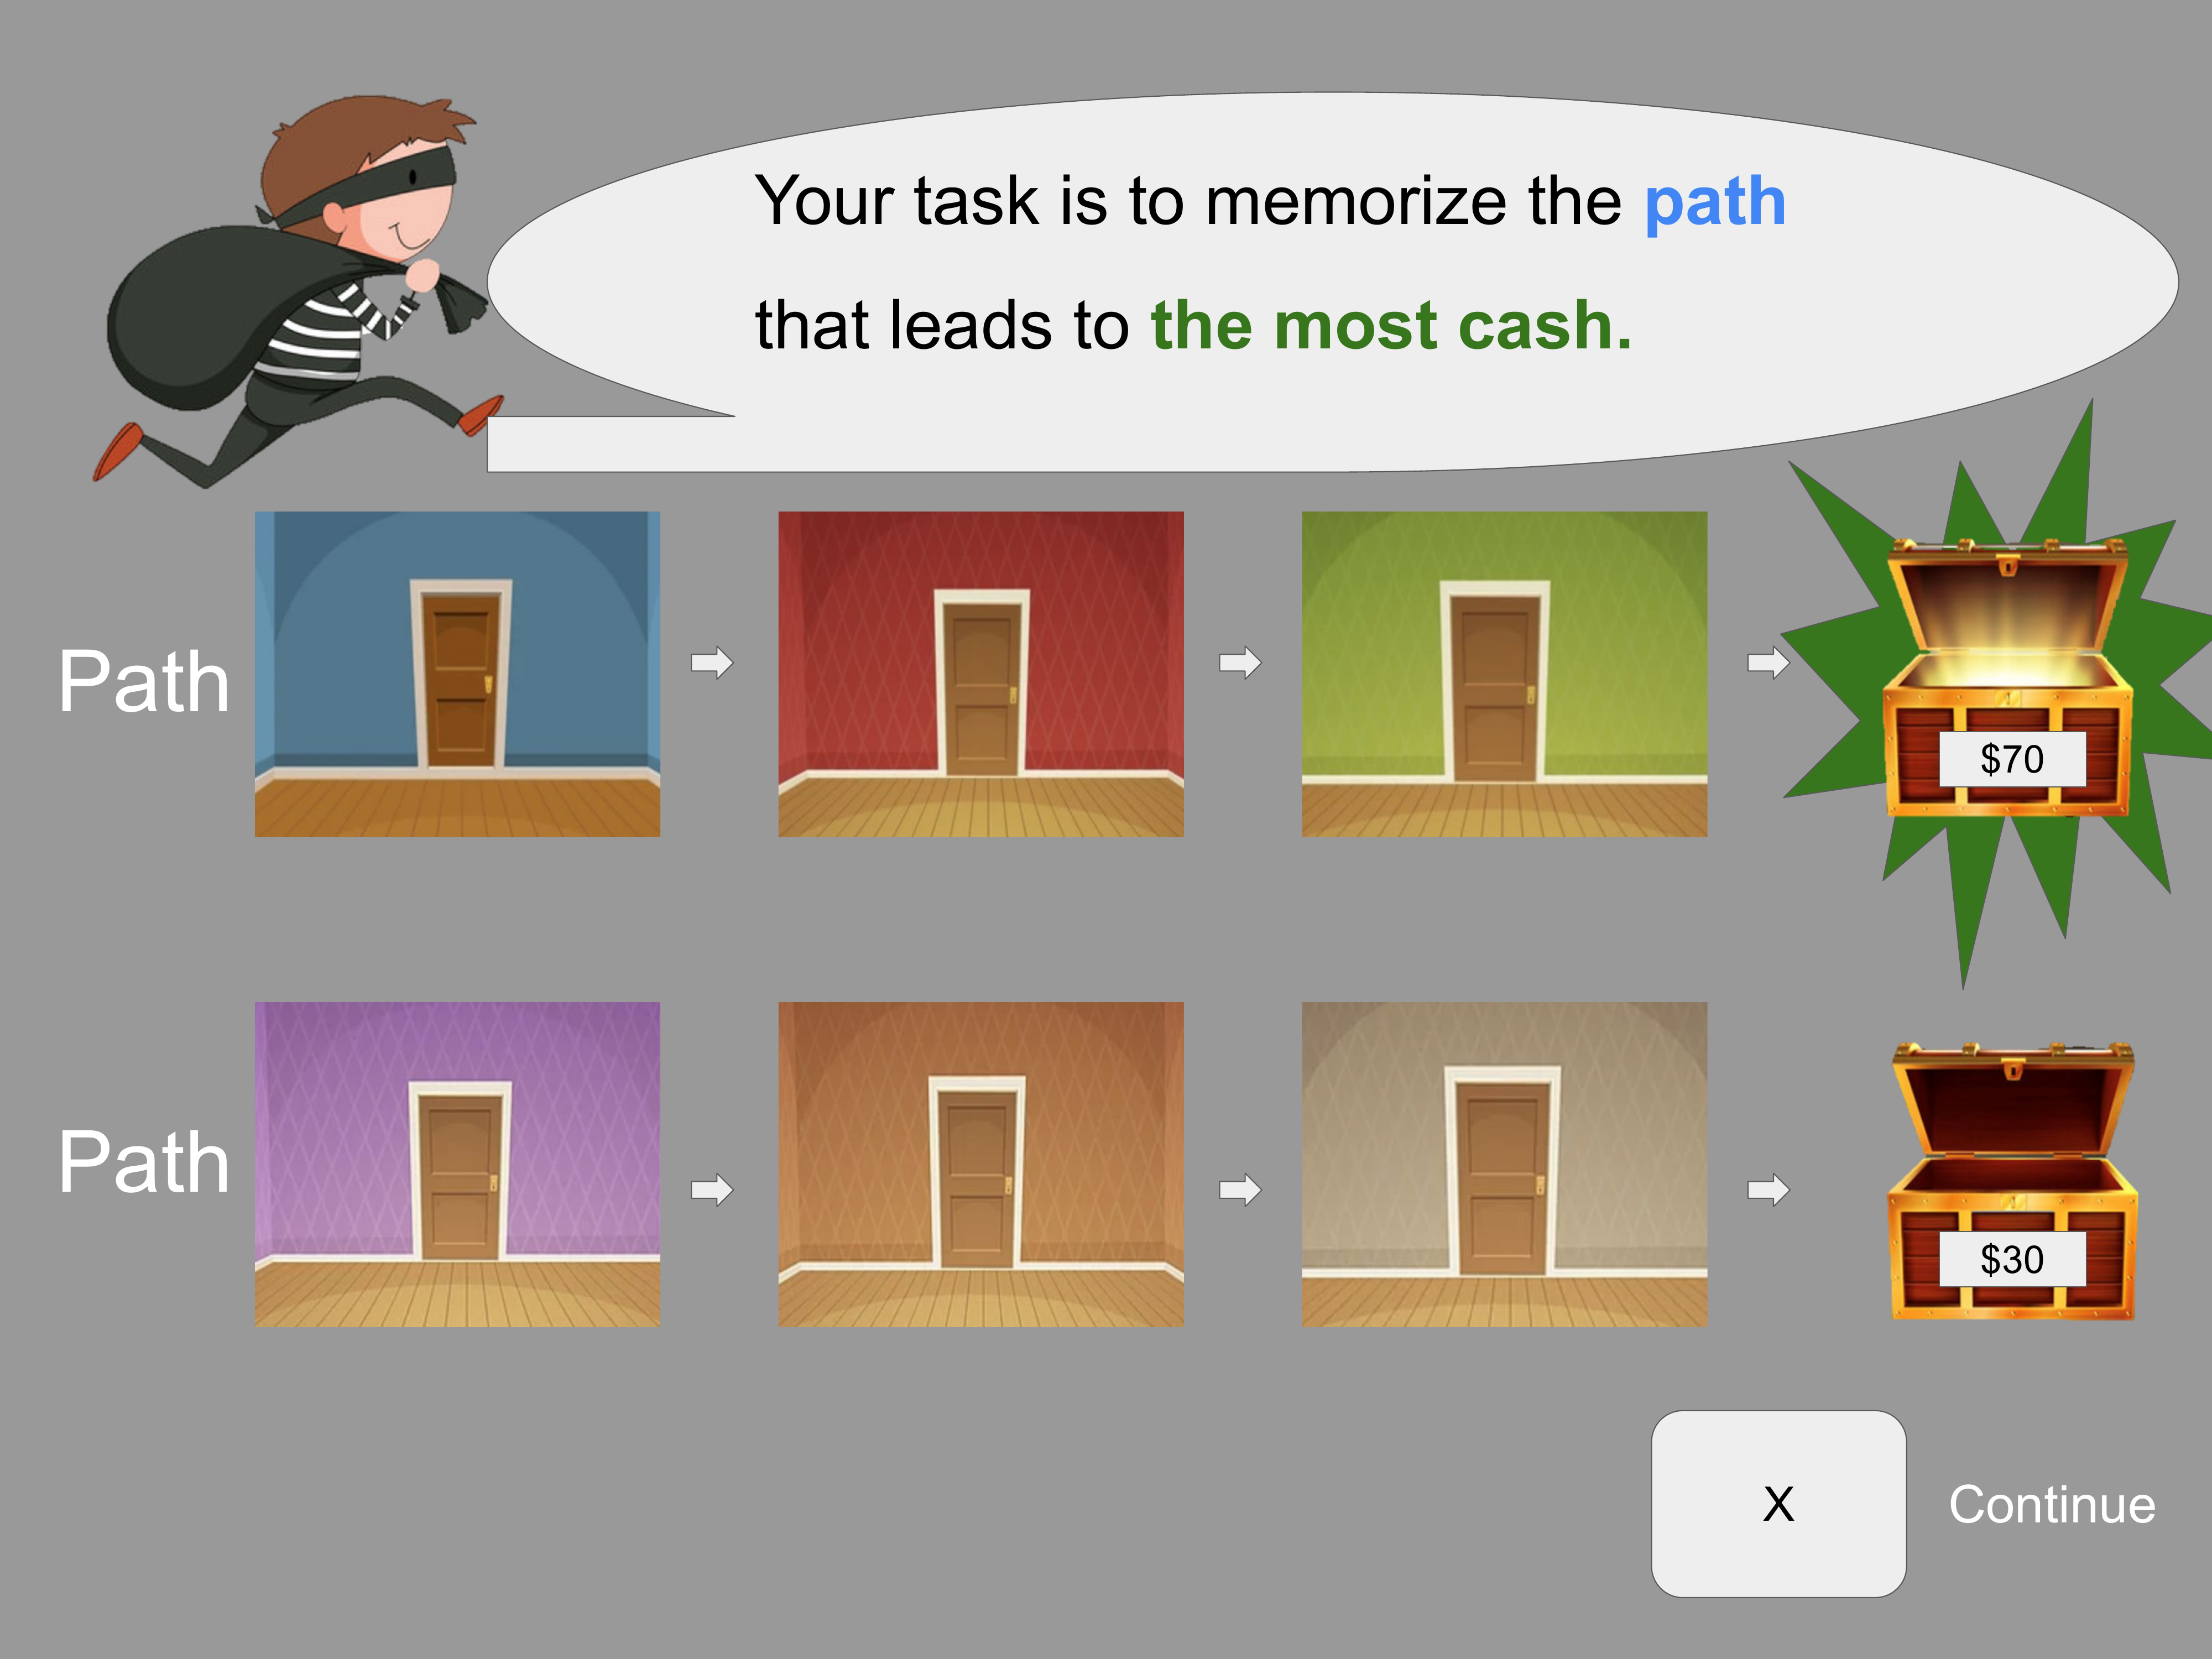 Your task is to memorize the path
that leads to the most cash.
Path
$70
Path
$30
X
Continue